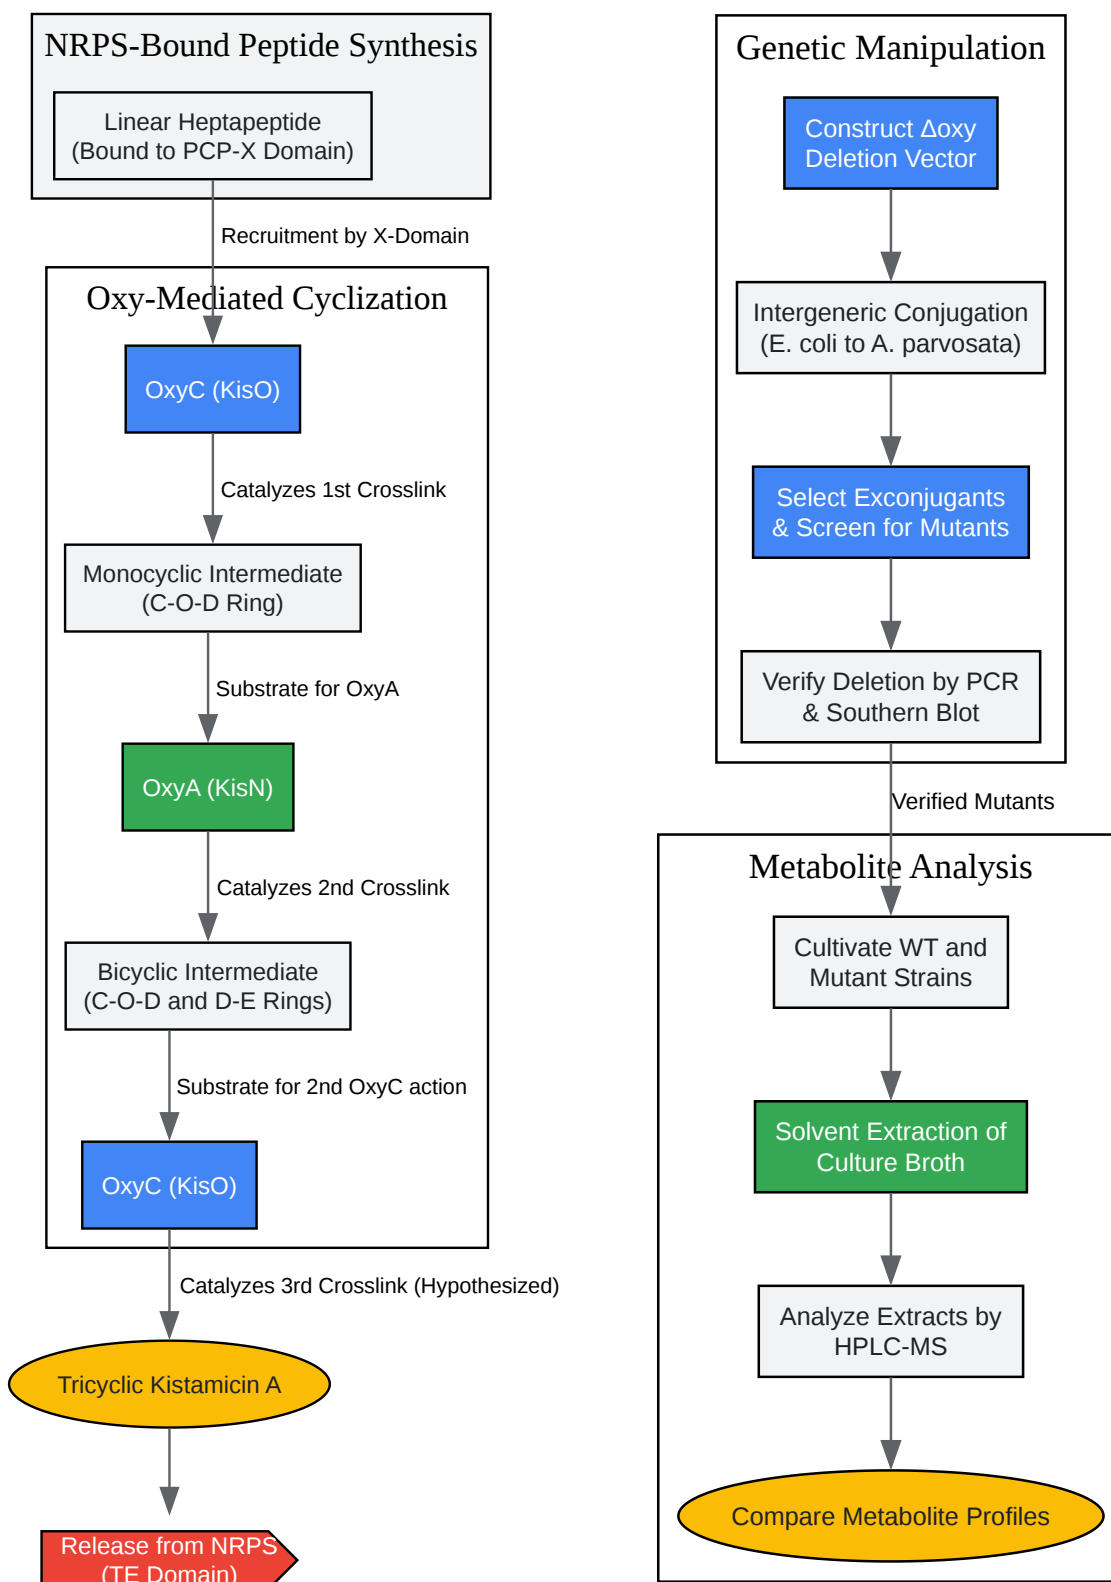 NRPS-Bound Peptide Synthesis
Linear Heptapeptide
(Bound to PCP-X Domain)
Recruitment by X-Domain
Oxy-Mediated Cyclization
OxyC (KisO)
Catalyzes 1st Crosslink
Monocyclic Intermediate
(C-O-D Ring)
Substrate for OxyA
OxyA (KisN)
Catalyzes 2nd Crosslink
Bicyclic Intermediate
(C-O-D and D-E Rings)
Substrate for 2nd OxyC action
OxyC (KisO)
Catalyzes 3rd Crosslink (Hypothesized)
Tricyclic Kistamicin A
Release from NRPS
(TE Domain)
Genetic Manipulation
Construct Δoxy
Deletion Vector
Intergeneric Conjugation
(E. coli to A. parvosata)
Select Exconjugants
& Screen for Mutants
Verify Deletion by PCR
& Southern Blot
Verified Mutants
Metabolite Analysis
Cultivate WT and
Mutant Strains
Solvent Extraction of
Culture Broth
Analyze Extracts by
HPLC-MS
Compare Metabolite Profiles